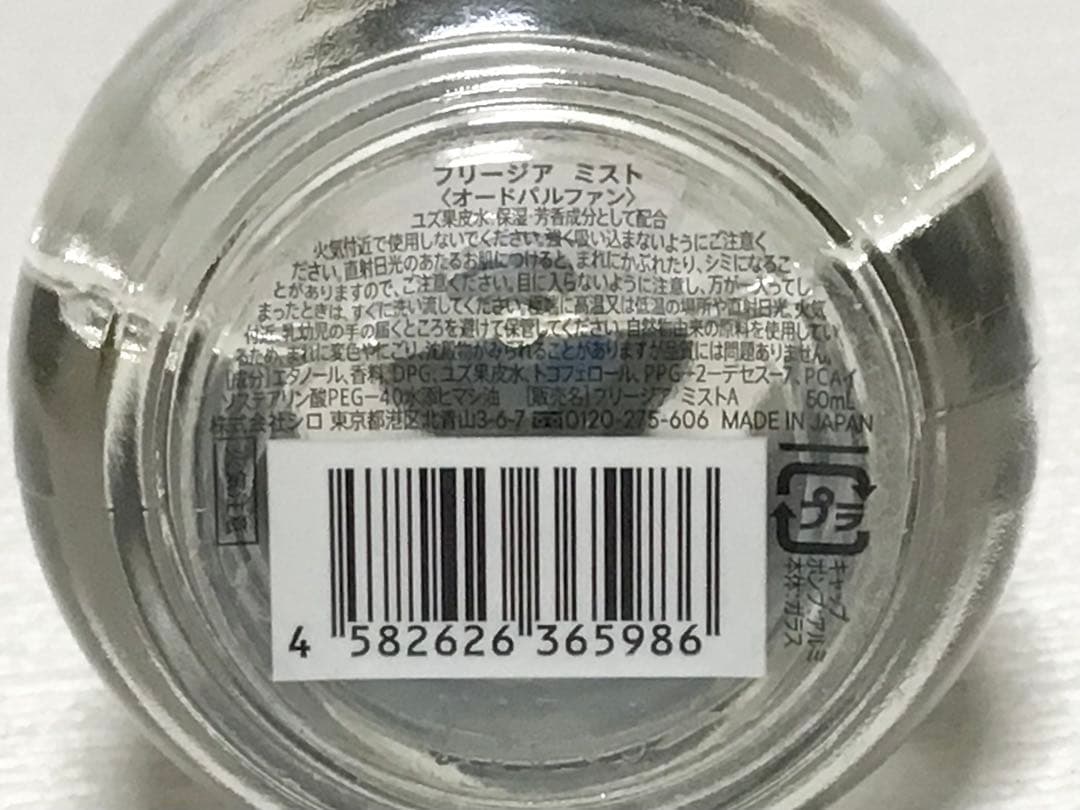 フリージア ミスト
〈オードパルファン〉
ユズ果皮水:保湿・芳香成分として配合
火気付近で使用しないでください。強く吸い込まないようにご注意く
ださい。直射日光のあたるお肌につけると、まれにかぶれたり、シミになるこ
とがありますので、ご注意ください。目に入らないように注意し、万が一入ってし
まったときは、すぐに洗い流してください。極端に高温又は低温の場所や直射日光、火気
付近、乳幼児の手の届くところを避けて保管してください。自然由来の原料を使用してい
るため、まれに変色やにごり、沈殿物がみられることがありますが品質には問題ありません。
[成分]エタノール、香料、DPG、ユズ果皮水、トコフェロール、PPG-2-デセス-7、PCAイ
ソステアリン酸PEG-40水添ヒマシ油 [販売名]フリージア ミストA 50mL
株式会社シロ 東京都港区北青山3-6-7 0120-275-606 MADE IN JAPAN
プラ
キャップ
ポンプ:アルミ
本体:ガラス
4 582626 365986